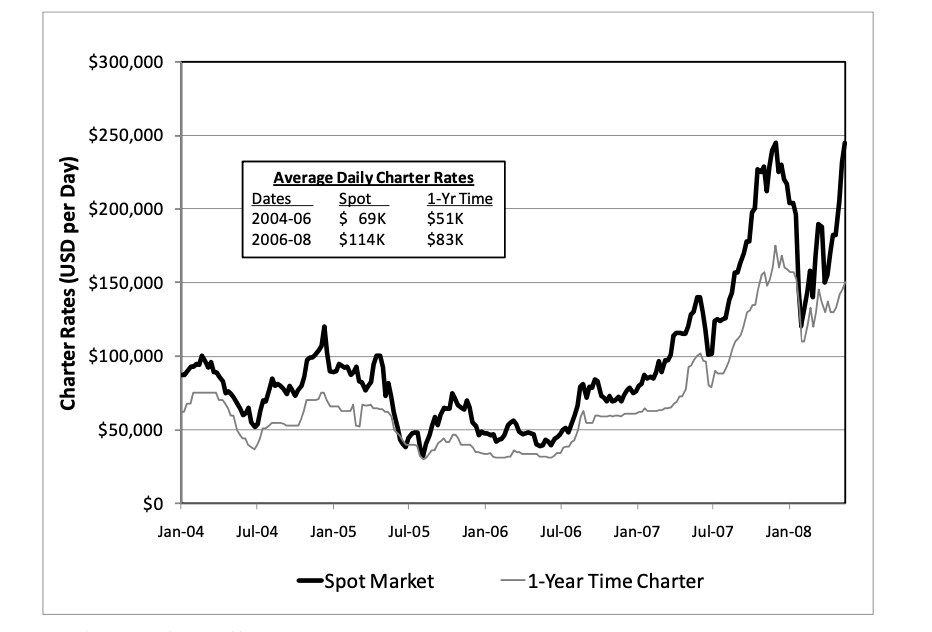 $300,000
$250,000
$200,000
$150,000
$100,000
$50,000
$0
Charter Rates (USD per Day)
Average Daily Charter Rates
Dates Spot 1-Yr Time
2004-06 $ 69K $51K
2006-08 $114K $83K
Jan-04 Jul-04 Jan-05 Jul-05 Jan-06 Jul-06 Jan-07 Jul-07 Jan-08
Spot Market 1-Year Time Charter